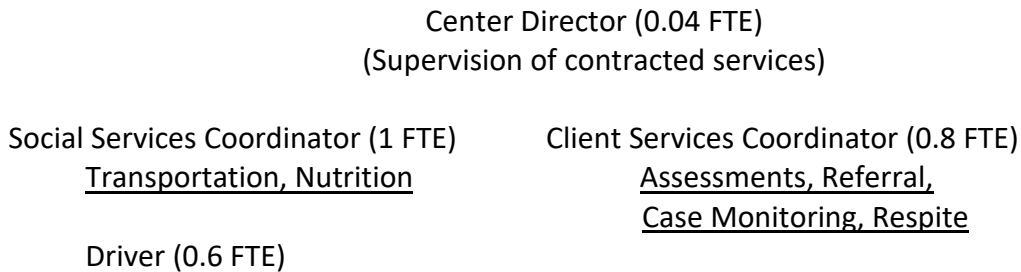 Center Director (0.04 FTE)
(Supervision of contracted services)
Social Services Coordinator (1 FTE) Client Services Coordinator (0.8 FTE)
Transportation, Nutrition Assessments, Referral,
Case Monitoring, Respite
Driver (0.6 FTE)